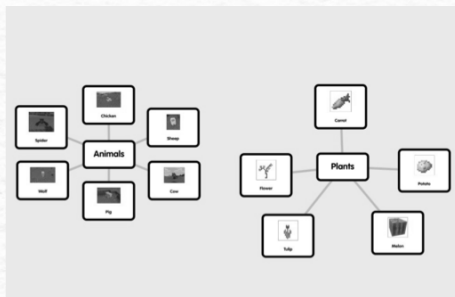 Chicken
Spider
Sheep
Animals
Wolf
Cow
Pig
Carrot
Plants
Flower
Potato
Tulip
Melon